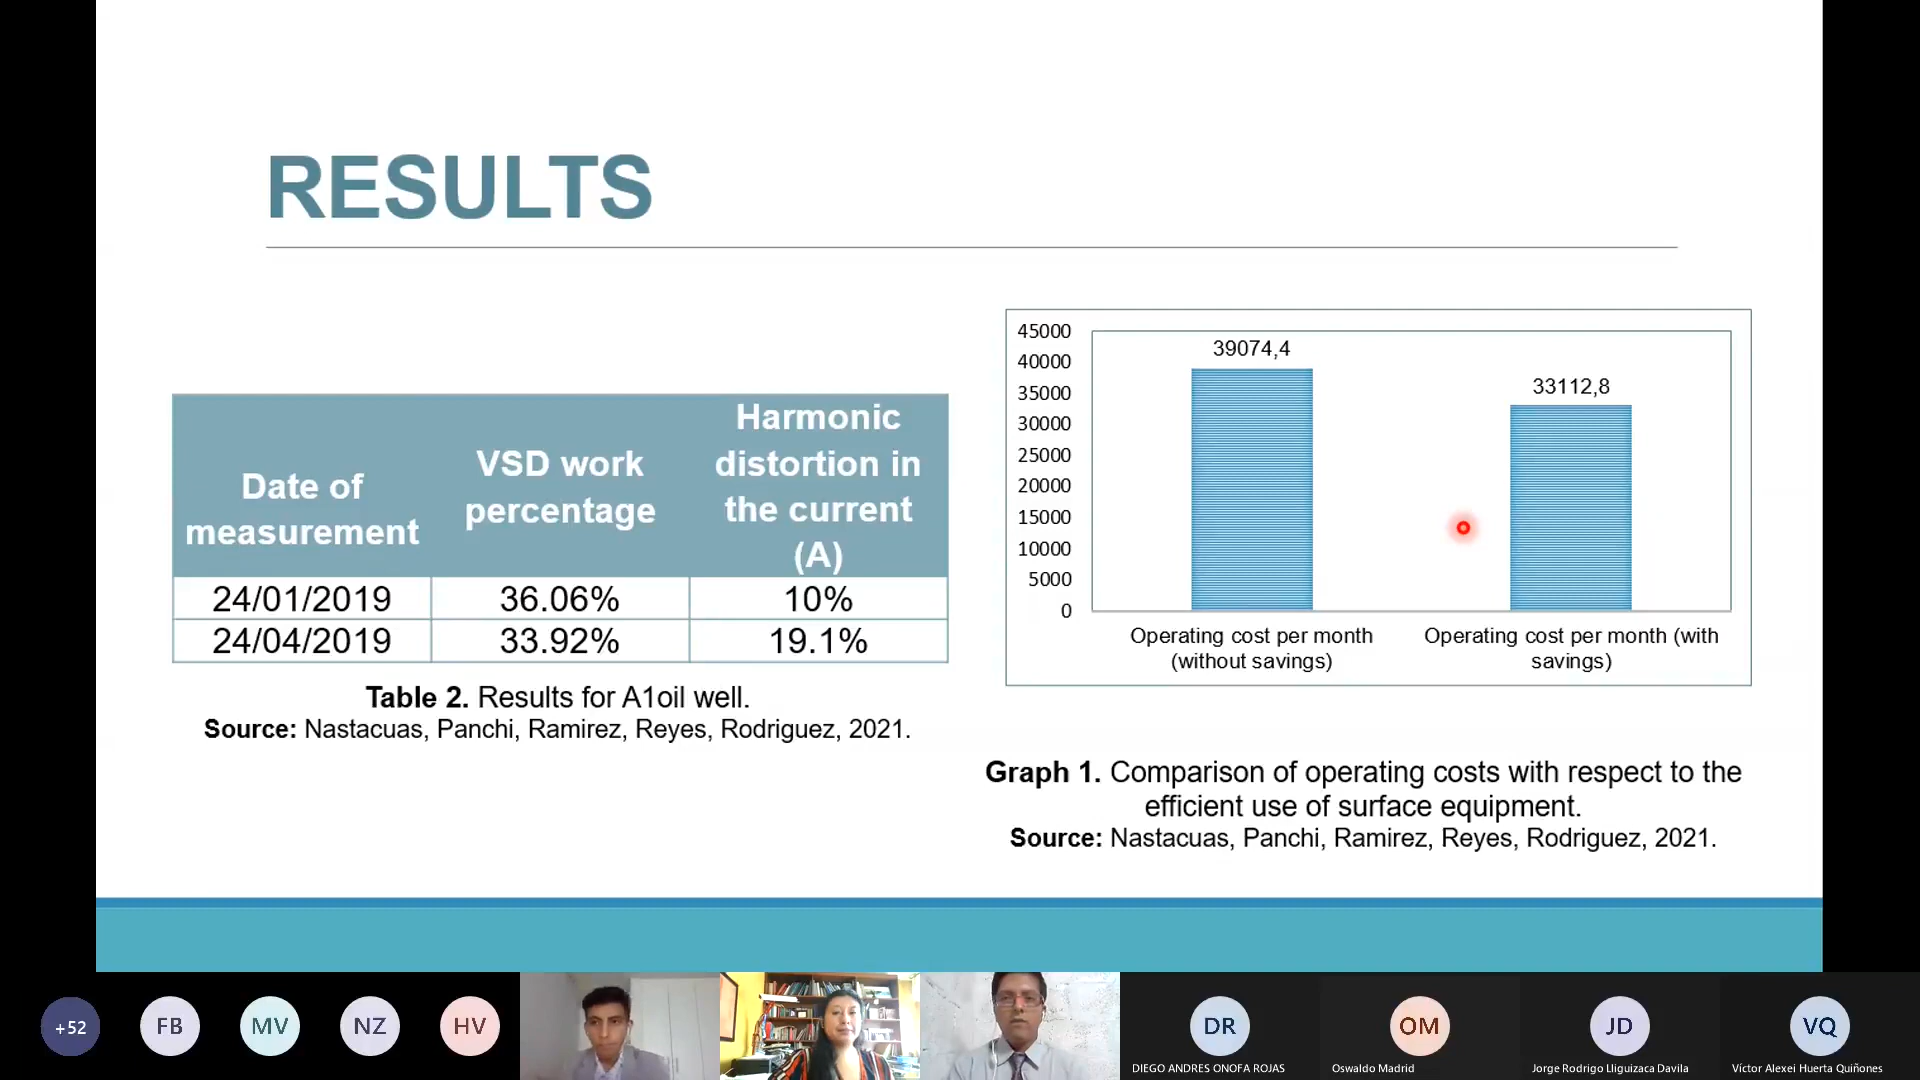 RESULTS
Date of
measurement
VSD work
percentage
Harmonic
distortion in
the current
(A)
24/01/2019 36.06% 10%
24/04/2019 33.92% 19.1%
Table 2. Results for A1oil well.
Source: Nastacuas, Panchi, Ramirez, Reyes, Rodriguez, 2021.
45000
40000
35000
30000
25000
20000
15000
10000
5000
0
39074,4
33112,8
Operating cost per month
(without savings)
Operating cost per month (with
savings)
Graph 1. Comparison of operating costs with respect to the
efficient use of surface equipment.
Source: Nastacuas, Panchi, Ramirez, Reyes, Rodriguez, 2021.
+52
FB
MV
NZ
HV
DR
DIEGO ANDRES ONOFA ROJAS
OM
Oswaldo Madrid
JD
Jorge Rodrigo Lliguizaca Davila
VQ
Víctor Alexei Huerta Quiñones